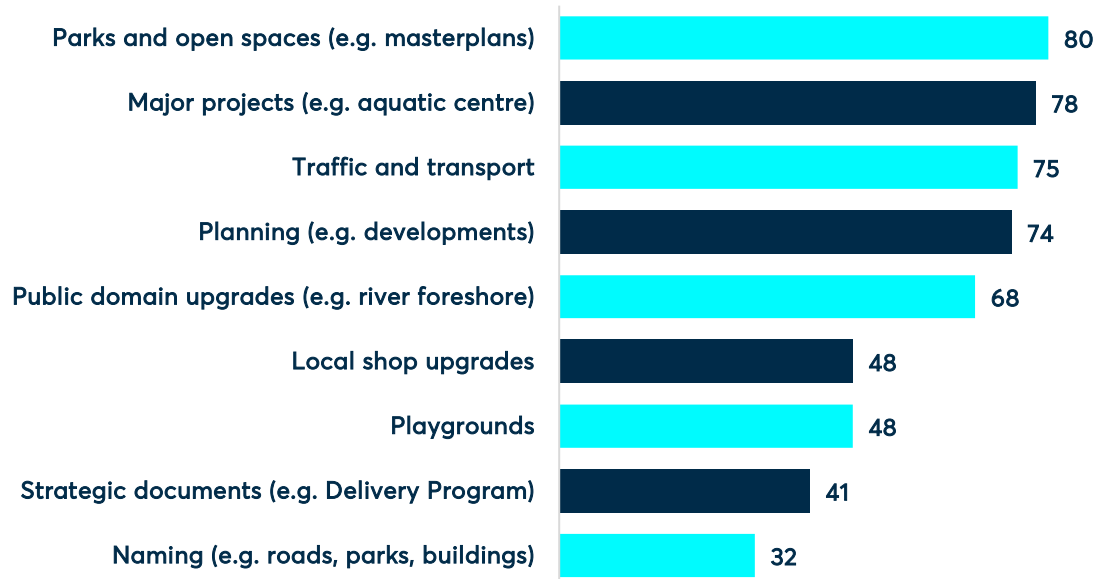 Parks and open spaces (e.g. masterplans) 80
Major projects (e.g. aquatic centre) 78
Traffic and transport 75
Planning (e.g. developments) 74
Public domain upgrades (e.g. river foreshore) 68
Local shop upgrades 48
Playgrounds 48
Strategic documents (e.g. Delivery Program) 41
Naming (e.g. roads, parks, buildings) 32